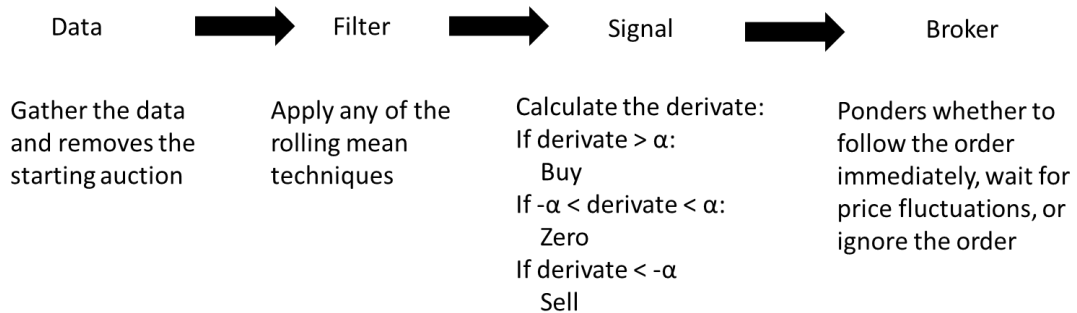 Data
Filter
Signal
Broker
Gather the data
and removes the
starting auction
Apply any of the
rolling mean
techniques
Calculate the derivate:
If derivate > α:
Buy
If -α < derivate < α:
Zero
If derivate < -α
Sell
Ponders whether to
follow the order
immediately, wait for
price fluctuations, or
ignore the order